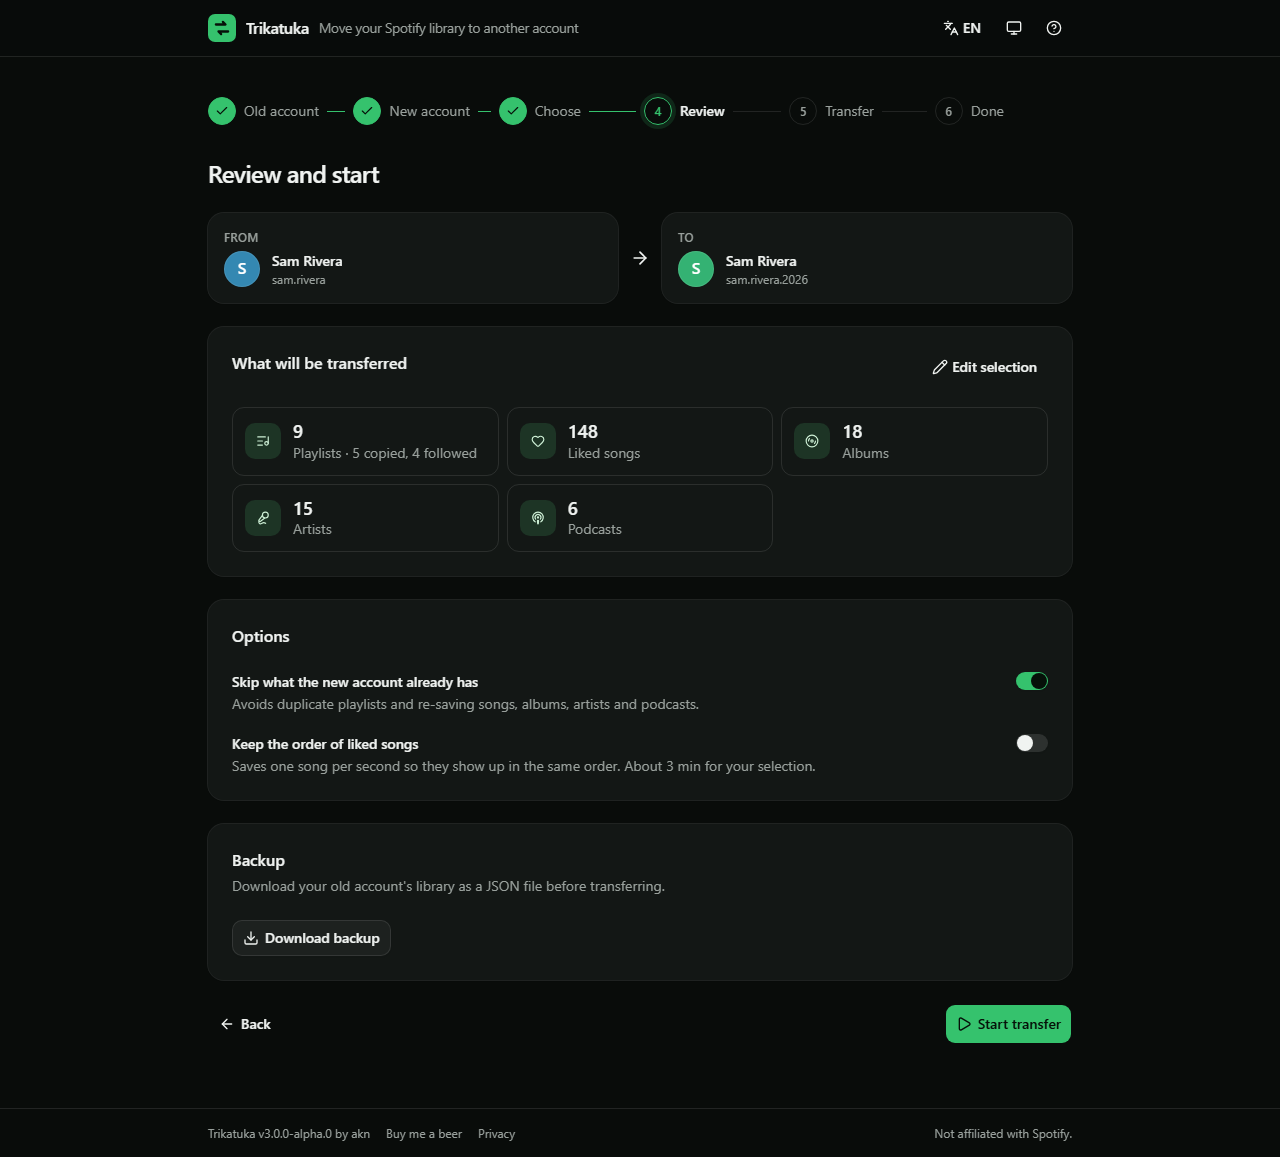 Trikatuka Move your Spotify library to another account
EN
Old account
New account
Choose
4 Review
5 Transfer
6 Done
Review and start
FROM
S
Sam Rivera
sam.rivera
TO
S
Sam Rivera
sam.rivera.2026
What will be transferred
Edit selection
9
Playlists · 5 copied, 4 followed
148
Liked songs
18
Albums
15
Artists
6
Podcasts
Options
Skip what the new account already has
Avoids duplicate playlists and re-saving songs, albums, artists and podcasts.
Keep the order of liked songs
Saves one song per second so they show up in the same order. About 3 min for your selection.
Backup
Download your old account's library as a JSON file before transferring.
Download backup
Back
Start transfer
Trikatuka v3.0.0-alpha.0 by akn
Buy me a beer
Privacy
Not affiliated with Spotify.